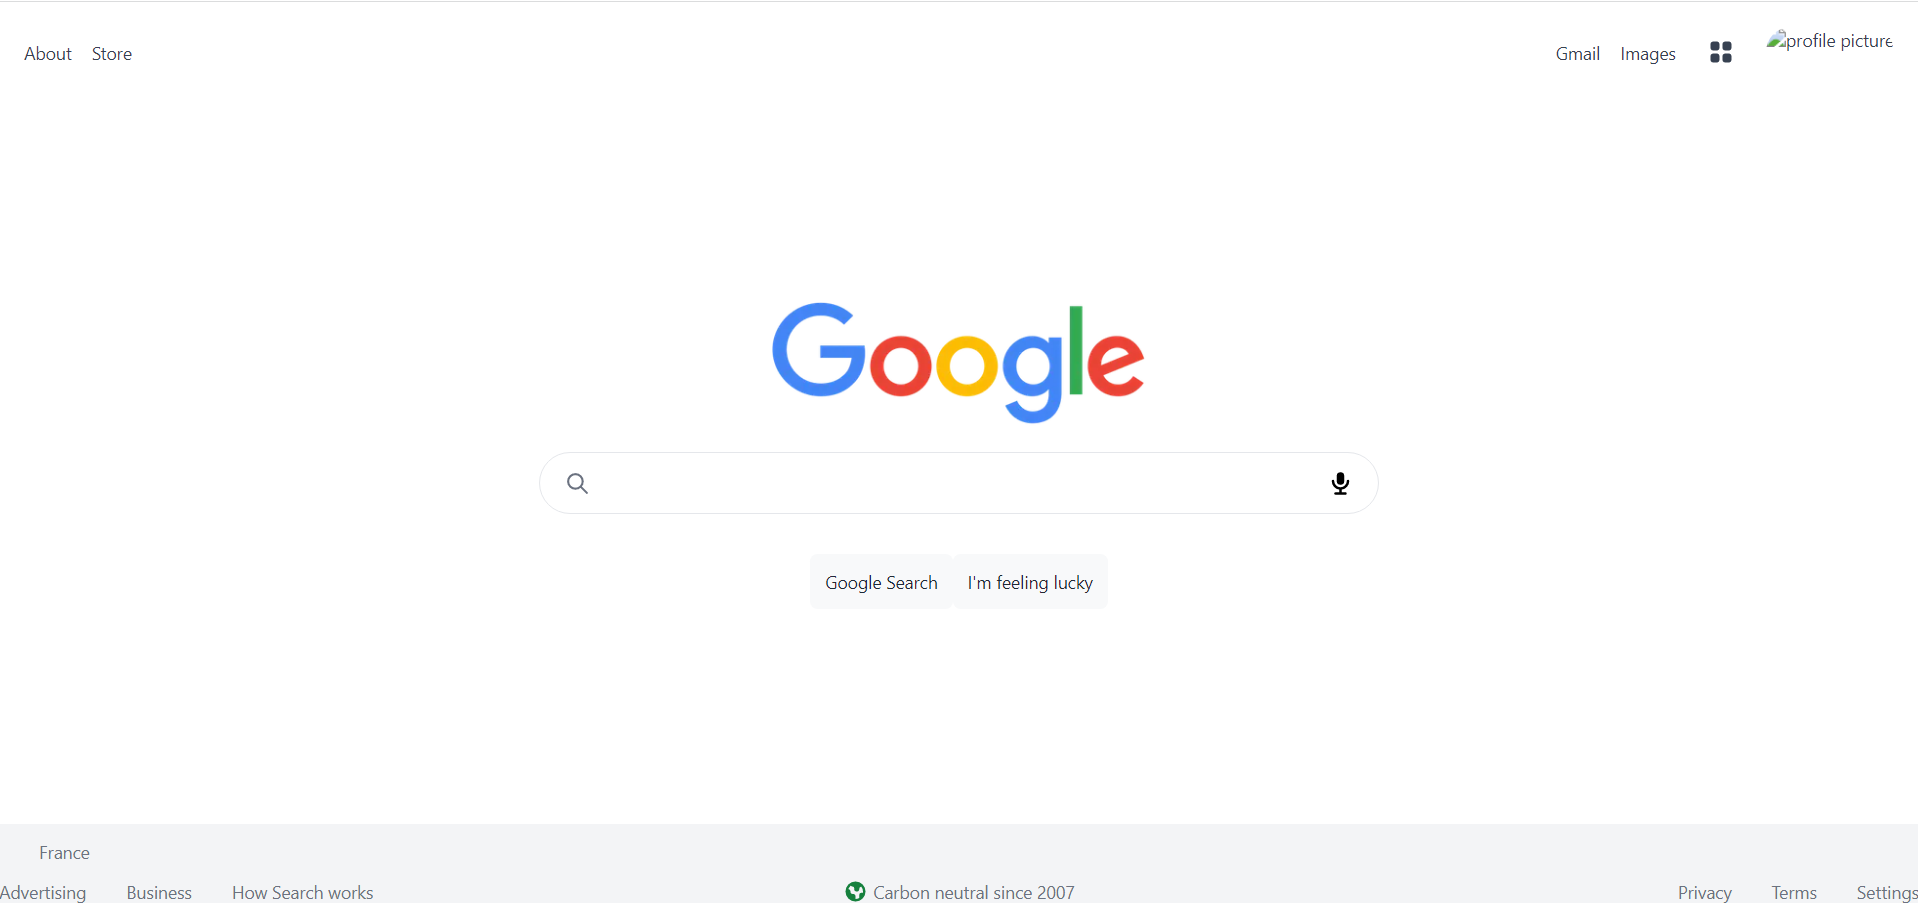 About Store Gmail Images profile picture
Google
Google Search I'm feeling lucky
France
Advertising Business How Search works Carbon neutral since 2007 Privacy Terms Settings